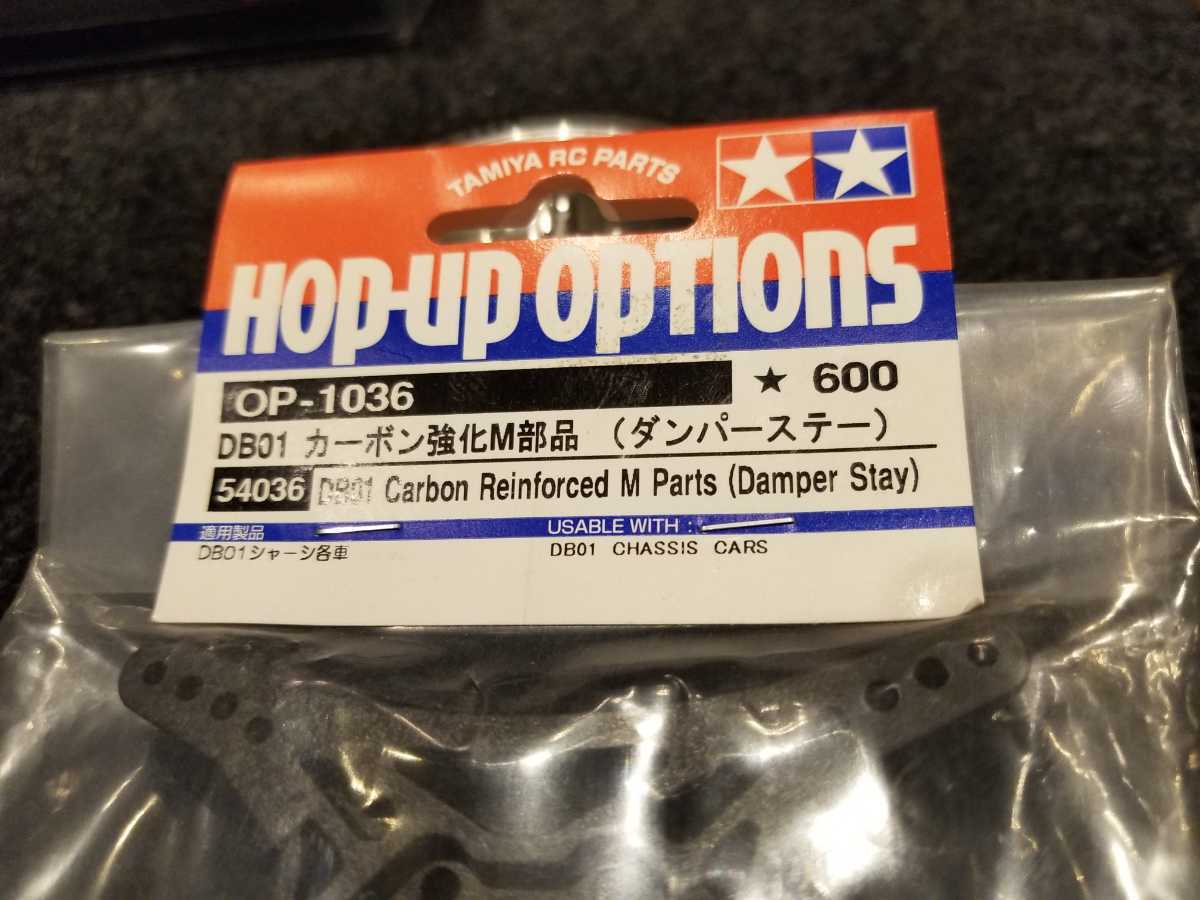 TAMIYA RC PARTS
HOP-UP OPTIONS
OP-1036 ★ 600
DB01 カーボン強化M部品 (ダンパーステー)
54036 DB01 Carbon Reinforced M Parts (Damper Stay)
適用製品 USABLE WITH :
DB01シャーシ各車 DB01 CHASSIS CARS